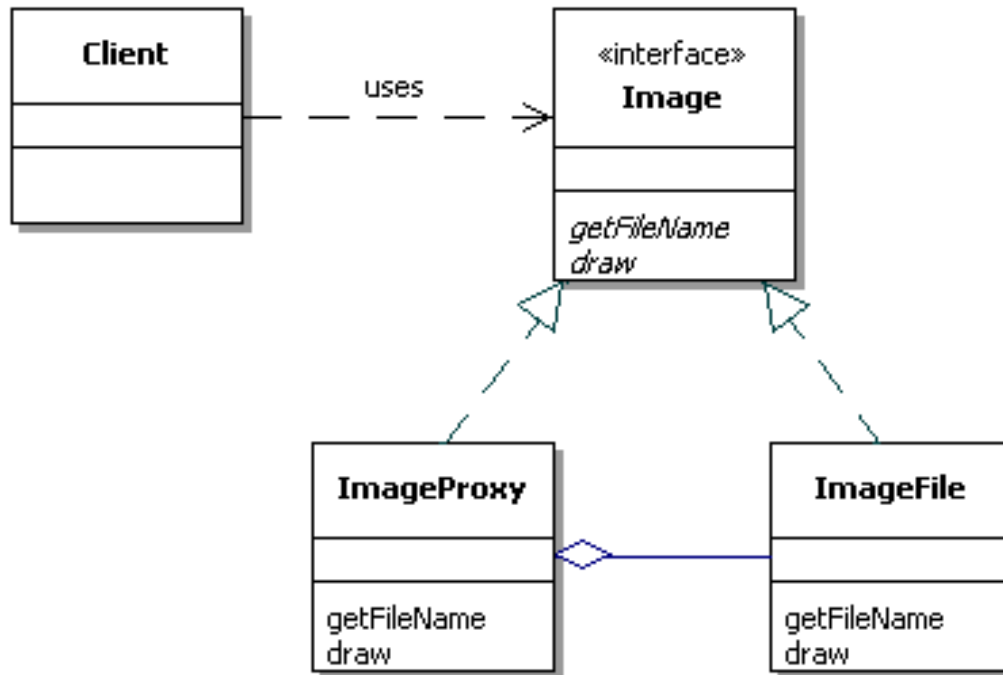 Client
uses
«interface»
Image
getFileName
draw
ImageProxy
getFileName
draw
ImageFile
getFileName
draw